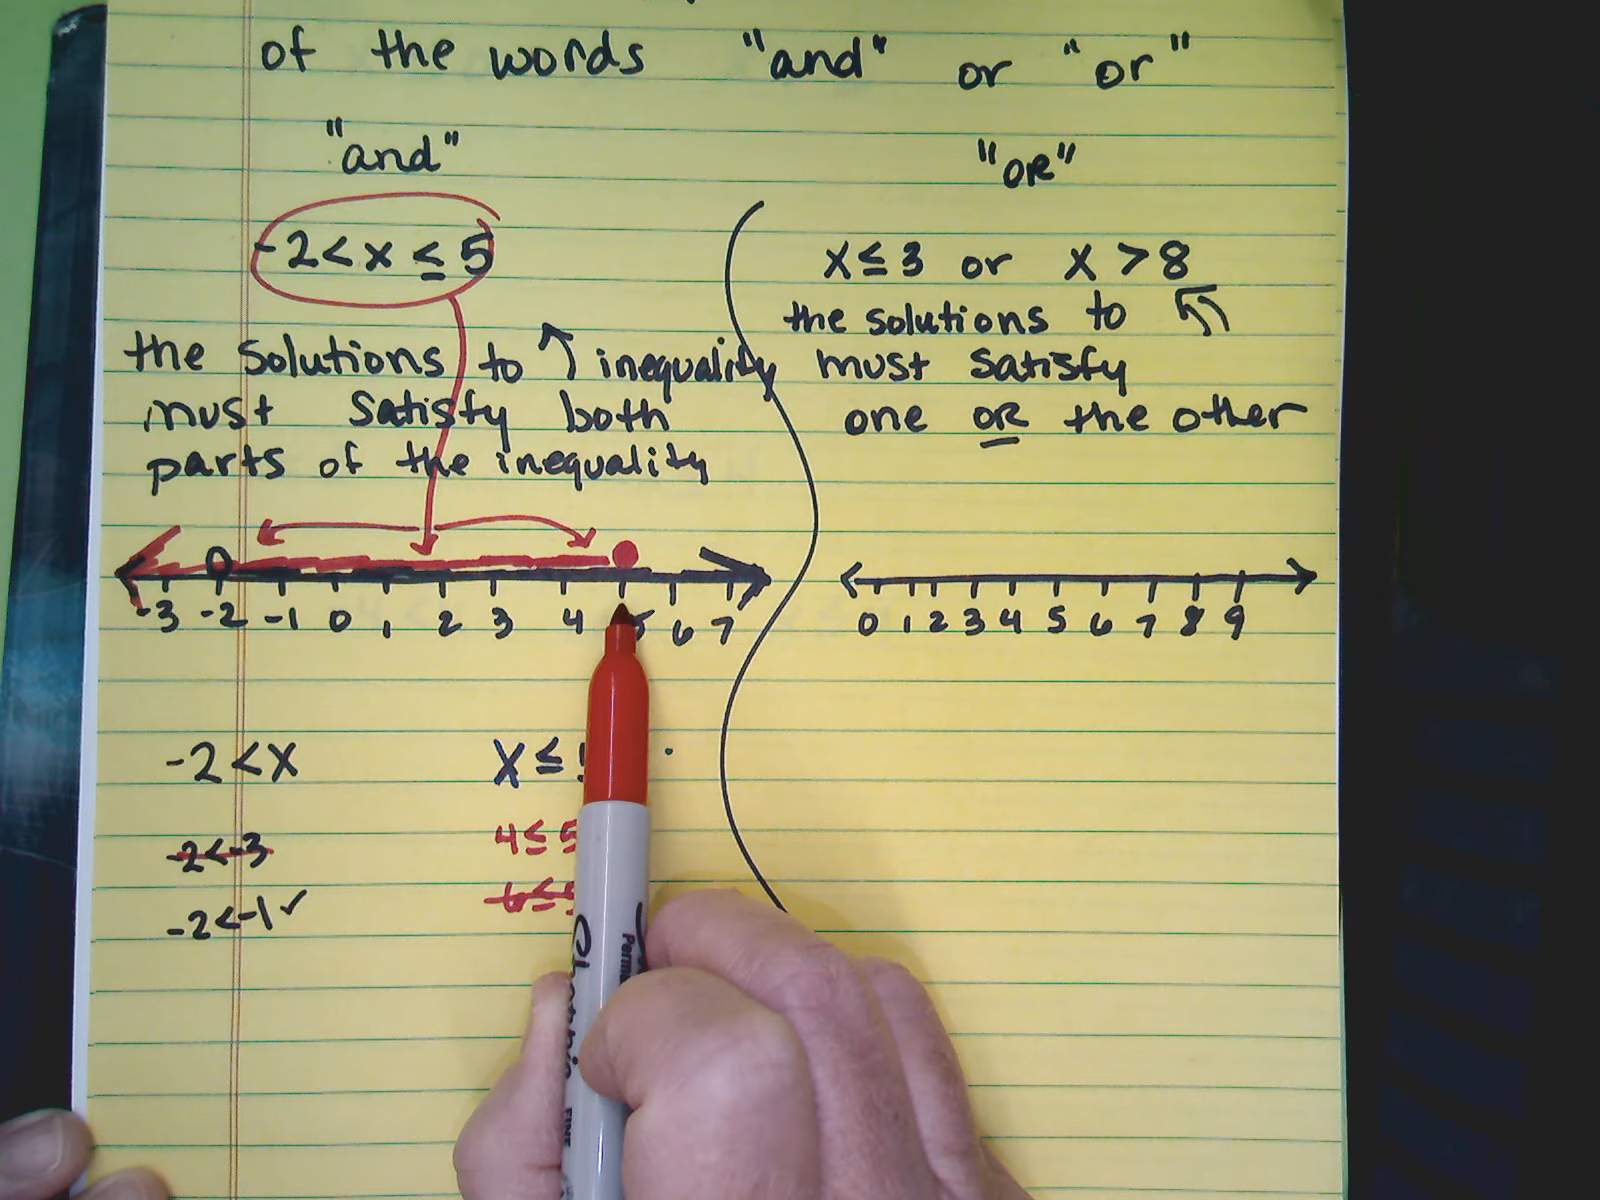 of the words "and" or "or"
"and"
-2 < x ≤ 5
the solutions to ↑ inequality
must satisfy both
parts of the inequality
-3 -2 -1 0 1 2 3 4 5 6 7
-2 < x
x ≤
-2 < -3
4 ≤ 5
-2 < -1 ✓
6 ≤
"OR"
x ≤ 3 or x > 8
the solutions to
must satisfy
one OR the other
0 1 2 3 4 5 6 7 8 9